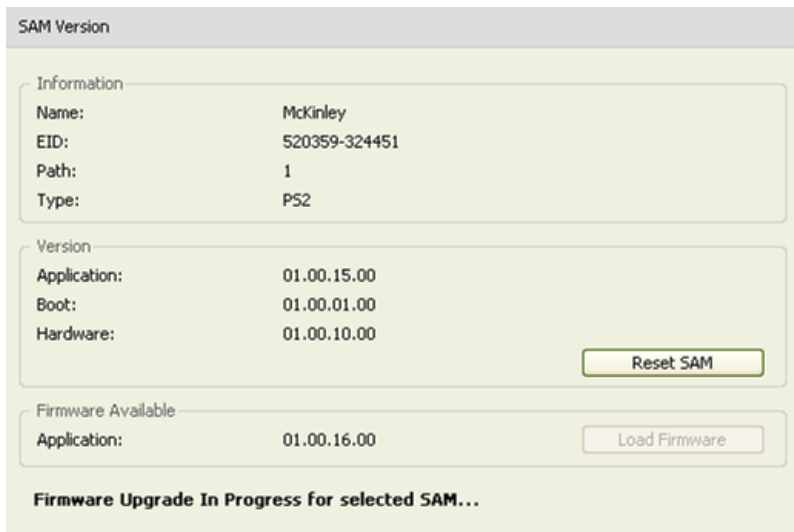 SAM Version
Information
Name: McKinley
EID: 520359-324451
Path: 1
Type: PS2
Version
Application: 01.00.15.00
Boot: 01.00.01.00
Hardware: 01.00.10.00
Reset SAM
Firmware Available
Application: 01.00.16.00 Load Firmware
Firmware Upgrade In Progress for selected SAM...